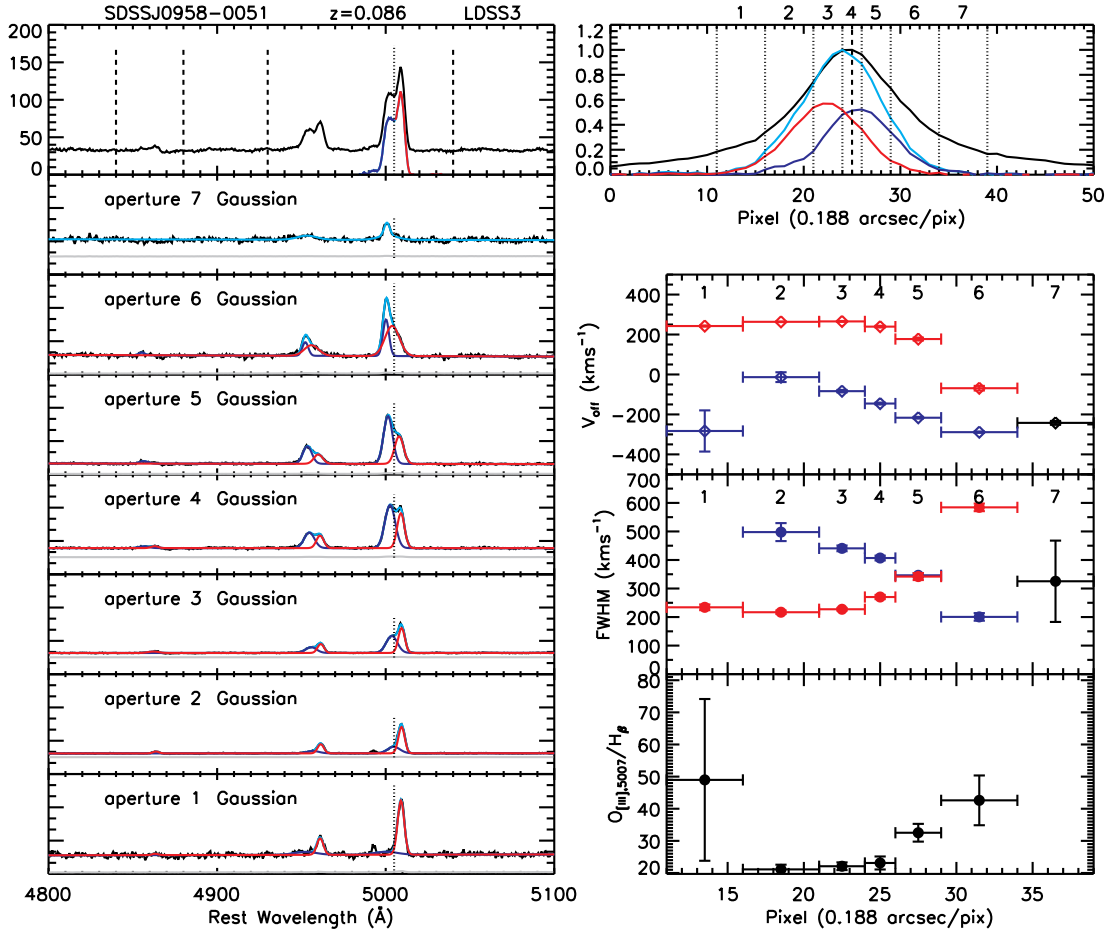 SDSSJ0958-0051 z=0.086 LDSS3
200
150
100
50
0
aperture 7 Gaussian
aperture 6 Gaussian
aperture 5 Gaussian
aperture 4 Gaussian
aperture 3 Gaussian
aperture 2 Gaussian
aperture 1 Gaussian
4800 4900 5000 5100
Rest Wavelength (Å)
1 2 3 4 5 6 7
1.2
1.0
0.8
0.6
0.4
0.2
0.0
0 10 20 30 40 50
Pixel (0.188 arcsec/pix)
1 2 3 4 5 6 7
400
200
0
-200
-400
Voff (kms-1)
1 2 3 4 5 6 7
700
600
500
400
300
200
100
0
FWHM (kms-1)
80
70
60
50
40
30
20
O[III],5007/Hβ
15 20 25 30 35
Pixel (0.188 arcsec/pix)